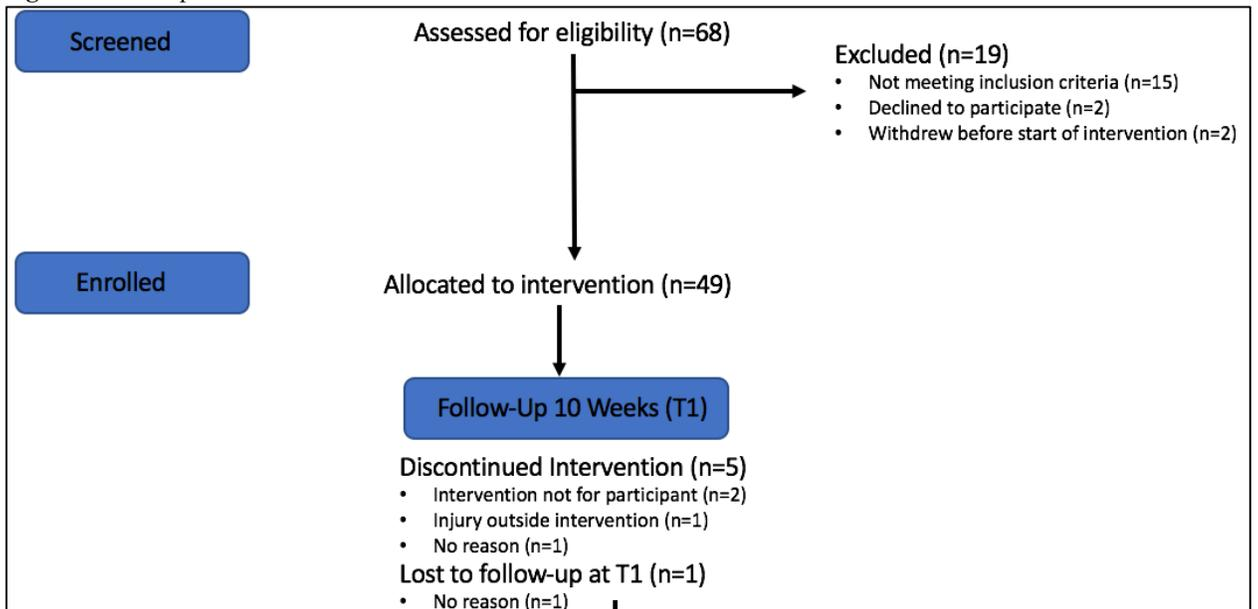 Screened
Assessed for eligibility (n=68)
Excluded (n=19)
• Not meeting inclusion criteria (n=15)
• Declined to participate (n=2)
• Withdrew before start of intervention (n=2)
Enrolled
Allocated to intervention (n=49)
Follow-Up 10 Weeks (T1)
Discontinued Intervention (n=5)
• Intervention not for participant (n=2)
• Injury outside intervention (n=1)
• No reason (n=1)
Lost to follow-up at T1 (n=1)
• No reason (n=1)